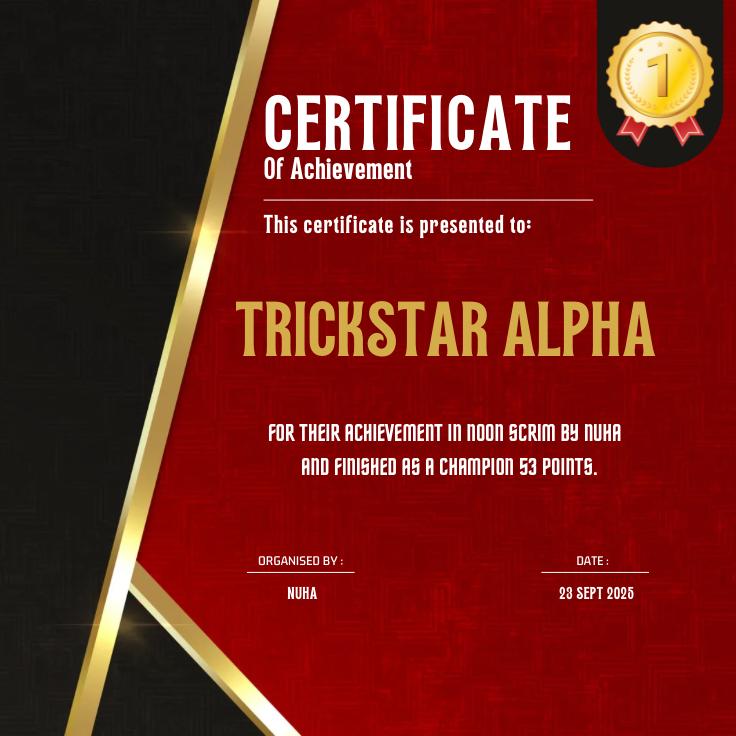 1
CERTIFICATE
Of Achievement
This certificate is presented to:
TRICKSTAR ALPHA
FOR THEIR ACHIEVEMENT IN NOON SCRIM BY NUHA
AND FINISHED AS A CHAMPION 53 POINTS.
ORGANISED BY :
NUHA
DATE :
23 SEPT 2025